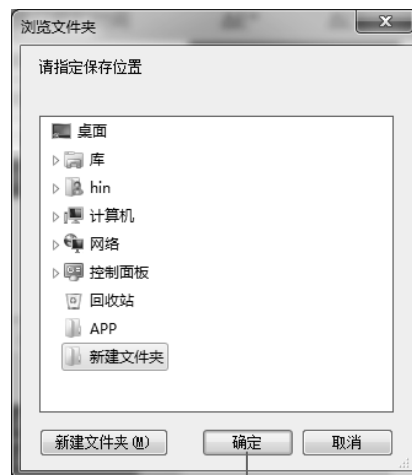 浏览文件夹
请指定保存位置
桌面
库
hin
计算机
网络
控制面板
回收站
APP
新建文件夹
新建文件夹(M) 确定 取消